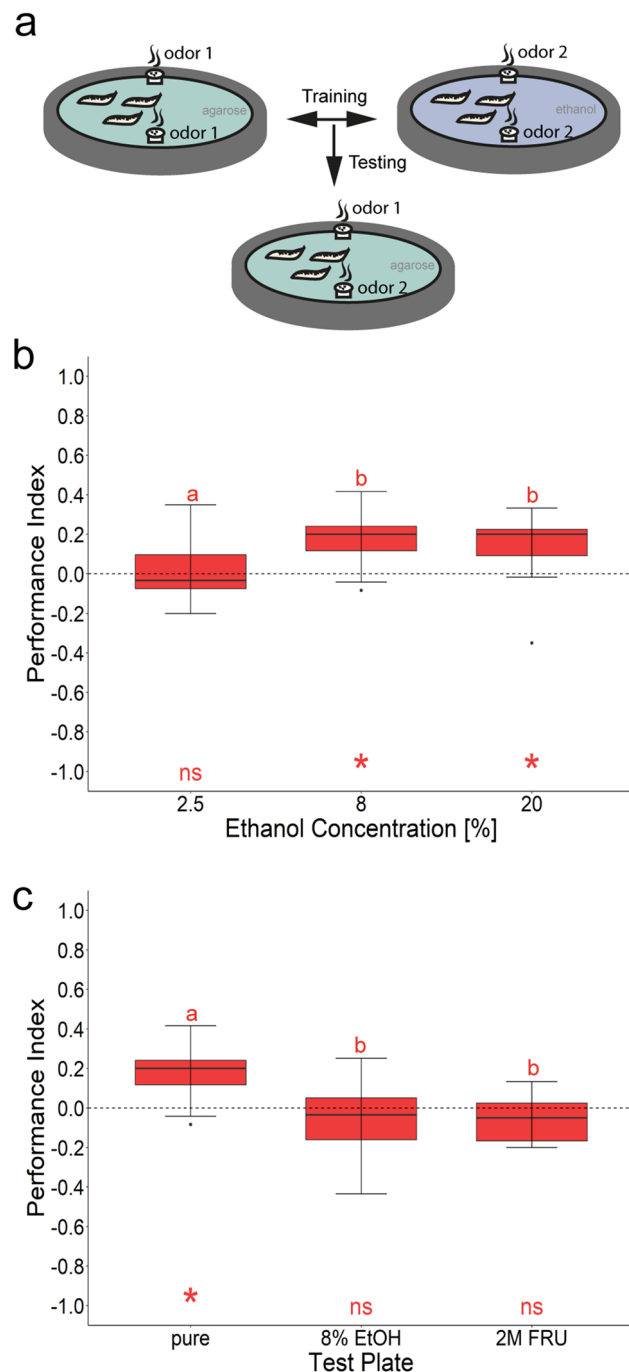 a
odor 1
odor 2
agarose
Training
ethanol
odor 1
odor 2
Testing
odor 1
agarose
odor 2
b
Performance Index
1.0
0.8
0.6
0.4
0.2
0.0
-0.2
-0.4
-0.6
-0.8
-1.0
a
b
b
ns
*
*
2.5
8
20
Ethanol Concentration [%]
c
Performance Index
1.0
0.8
0.6
0.4
0.2
0.0
-0.2
-0.4
-0.6
-0.8
-1.0
a
b
b
*
ns
ns
pure
8% EtOH
2M FRU
Test Plate